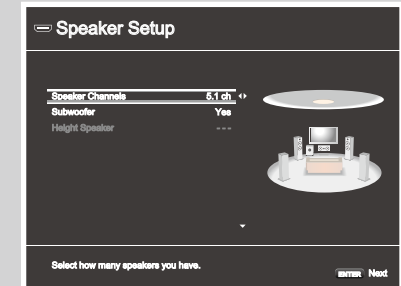 Speaker Setup
Speaker Channels 5.1 ch
Subwoofer Yes
Height Speaker ---
Select how many speakers you have.
ENTER Next